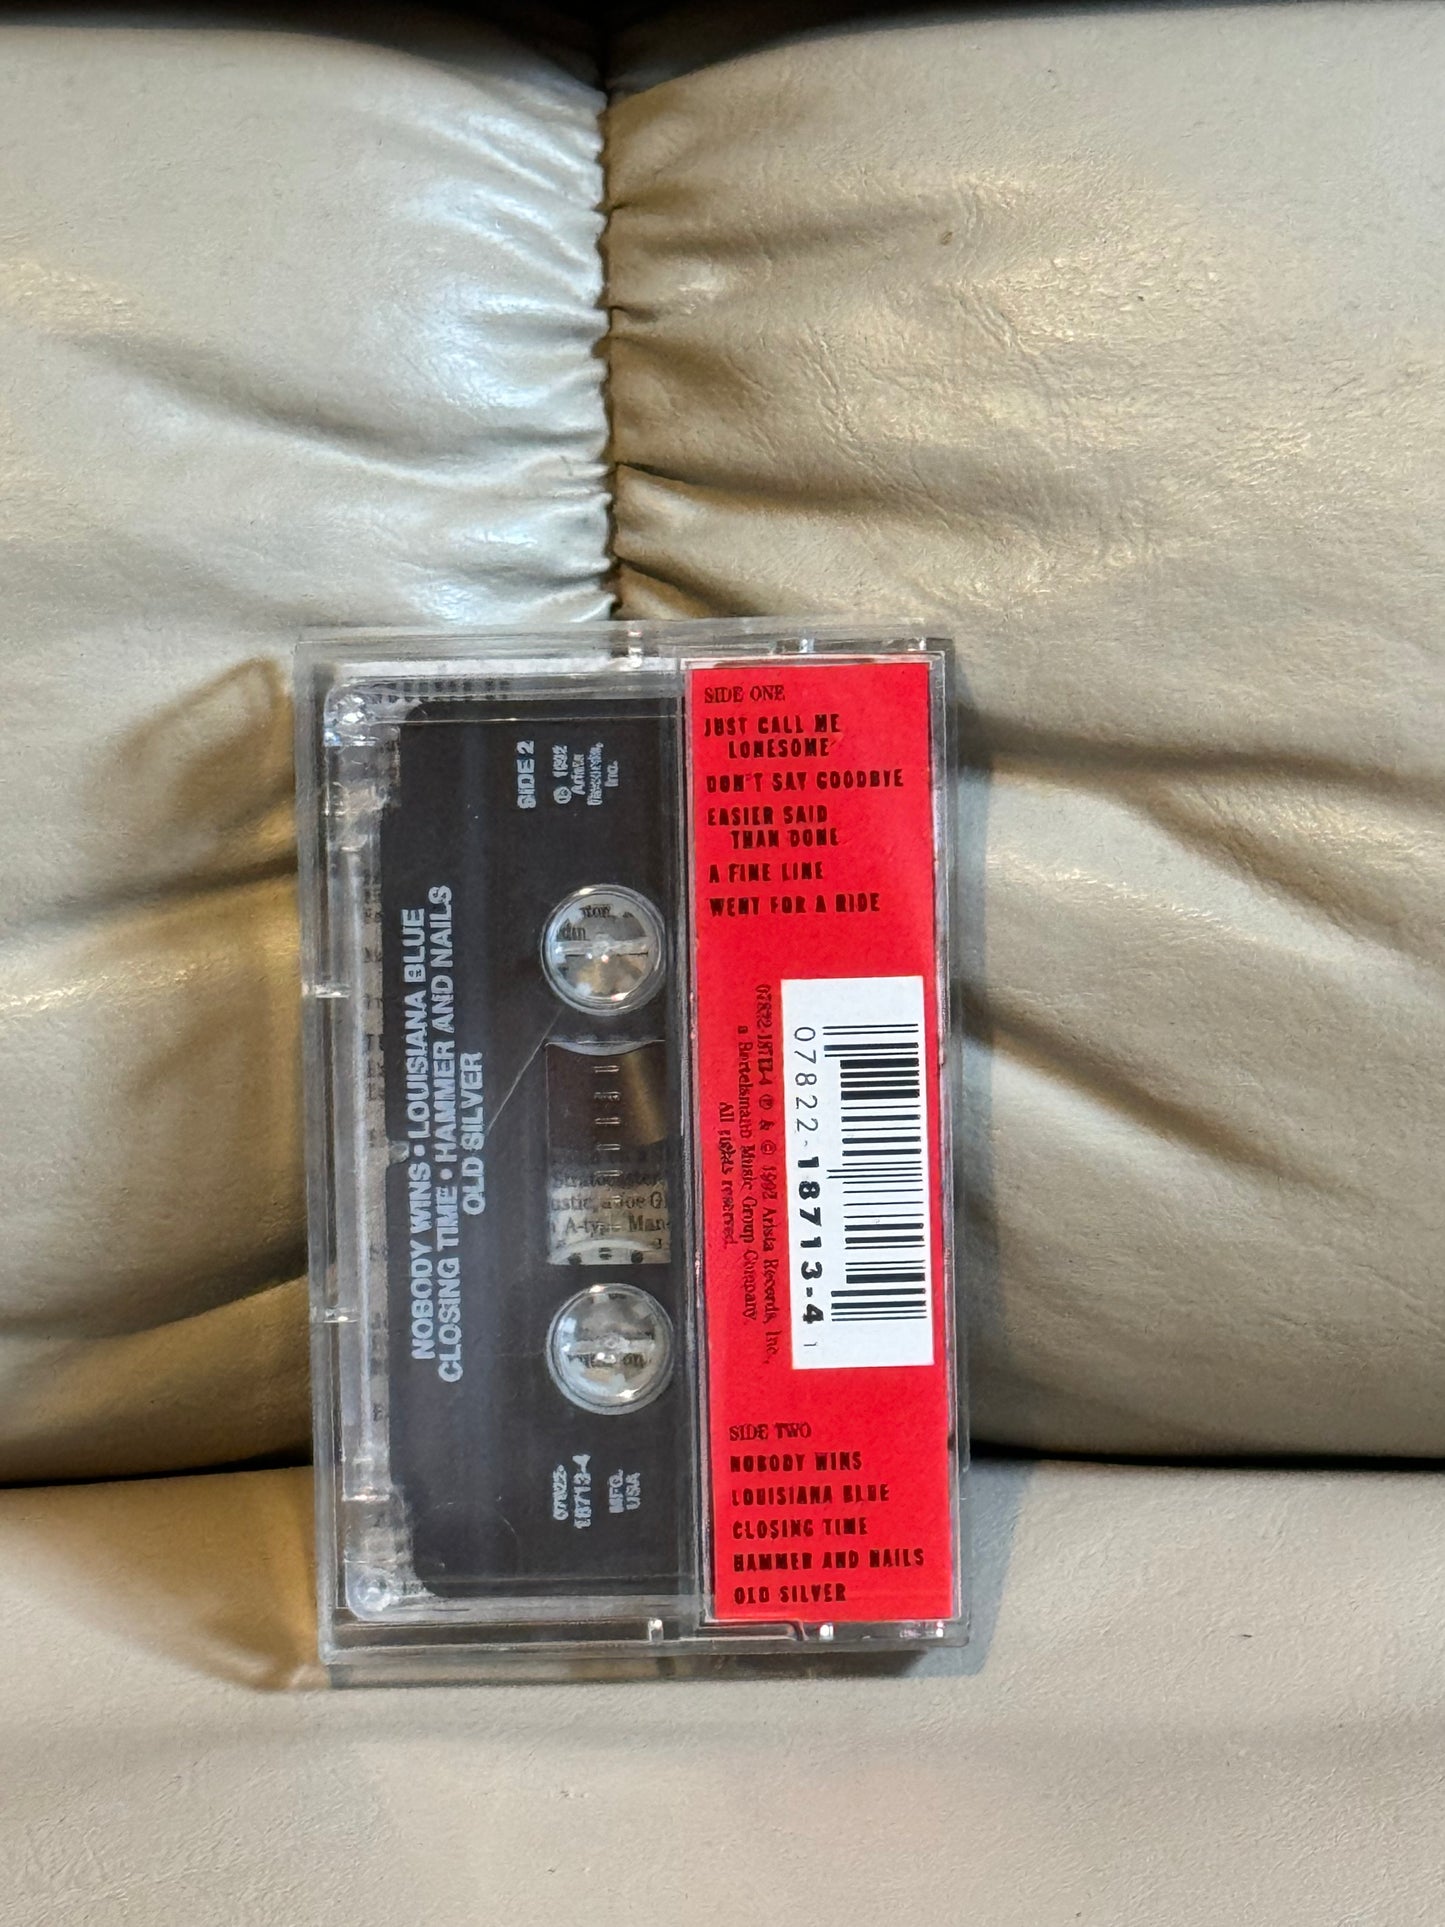 NOBODY WINS • LOUISIANA BLUE
CLOSING TIME • HAMMER AND NAILS
OLD SILVER
SIDE 2
℗ 1992
Arista
Records,
Inc.
07822-
18713-4
MFG.
USA
SIDE ONE
JUST CALL ME
LONESOME
DON'T SAY GOODBYE
EASIER SAID
THAN DONE
A FINE LINE
WENT FOR A RIDE
07822-18713-4 ℗ & © 1992 Arista Records, Inc.,
a Bertelsmann Music Group Company.
All rights reserved.
07822-18713-4 1
SIDE TWO
NOBODY WINS
LOUISIANA BLUE
CLOSING TIME
HAMMER AND NAILS
OLD SILVER